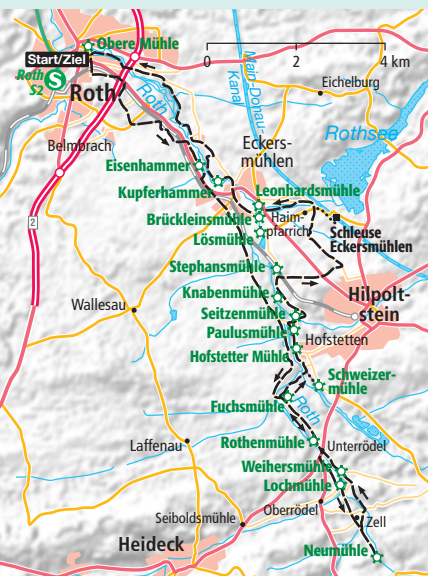 Obere Mühle
Start/Ziel
Roth
S2
S
Roth
Roth
Main-Donau-
Kanal
0
4 km
Eichelburg
Rothsee
Belmbrach
Eckers-
mühlen
Eisenhammer
Kupferhammer
Leonhardsmühle
Haim-
pfarrich
Brückleinsmühle
Lösmühle
Schleuse
Eckersmühlen
2
Stephansmühle
Knabenmühle
Hilpolt-
stein
Wallesau
Seitzenmühle
Paulusmühle
Hofstetten
Hofstetter Mühle
Schweizer-
mühle
Fuchsmühle
Roth
Laffenau
Rothenmühle
Unterrödel
Weihersmühle
Lochmühle
Oberrödel
Seiboldsmühle
Zell
Heideck
Neumühle